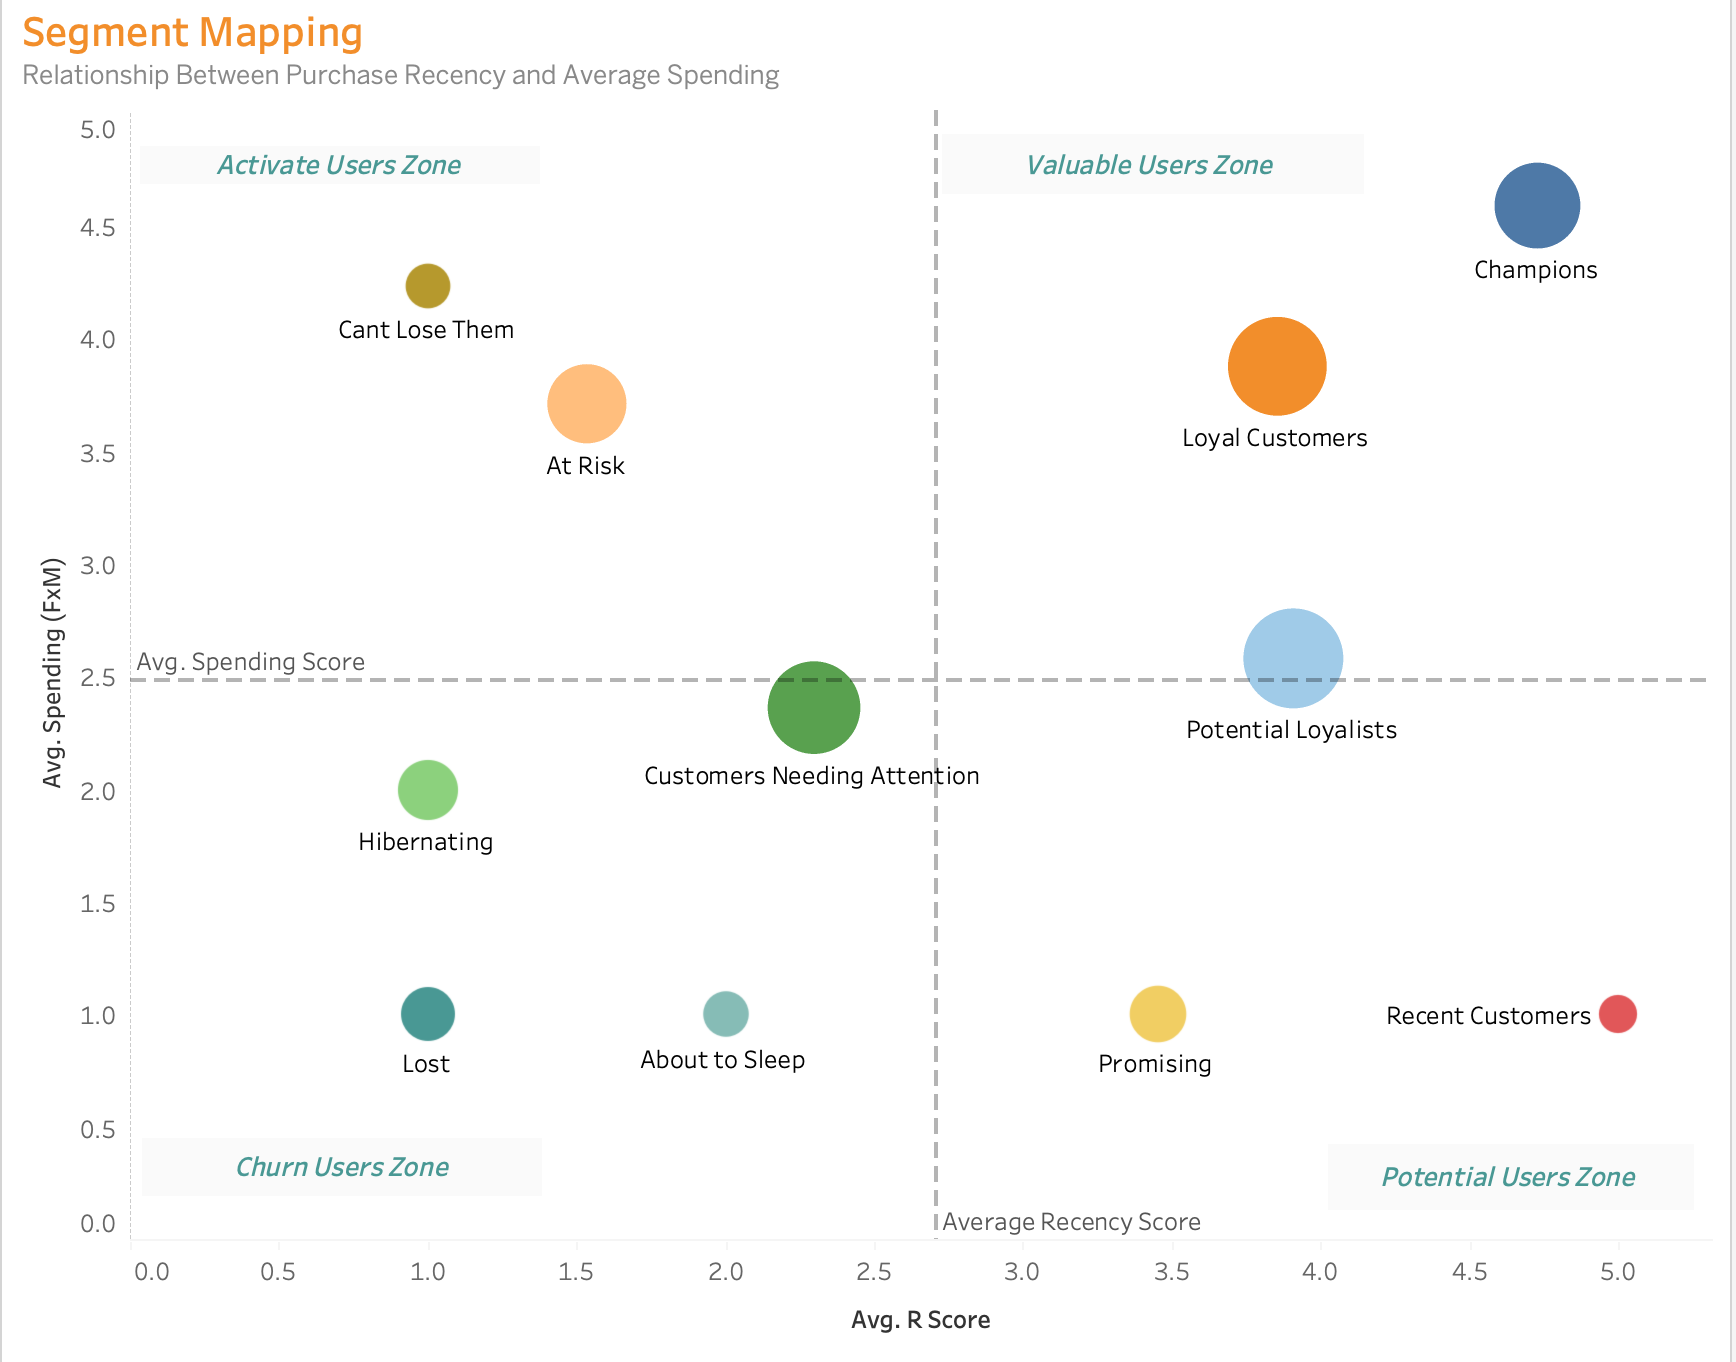 Segment Mapping
Relationship Between Purchase Recency and Average Spending
5.0
Activate Users Zone
Valuable Users Zone
4.5
Champions
Cant Lose Them
4.0
Loyal Customers
3.5
At Risk
3.0
Avg. Spending (FxM)
Avg. Spending Score
2.5
Potential Loyalists
Customers Needing Attention
2.0
Hibernating
1.5
1.0
Recent Customers
Lost
About to Sleep
Promising
0.5
Churn Users Zone
Potential Users Zone
0.0
Average Recency Score
0.0 0.5 1.0 1.5 2.0 2.5 3.0 3.5 4.0 4.5 5.0
Avg. R Score